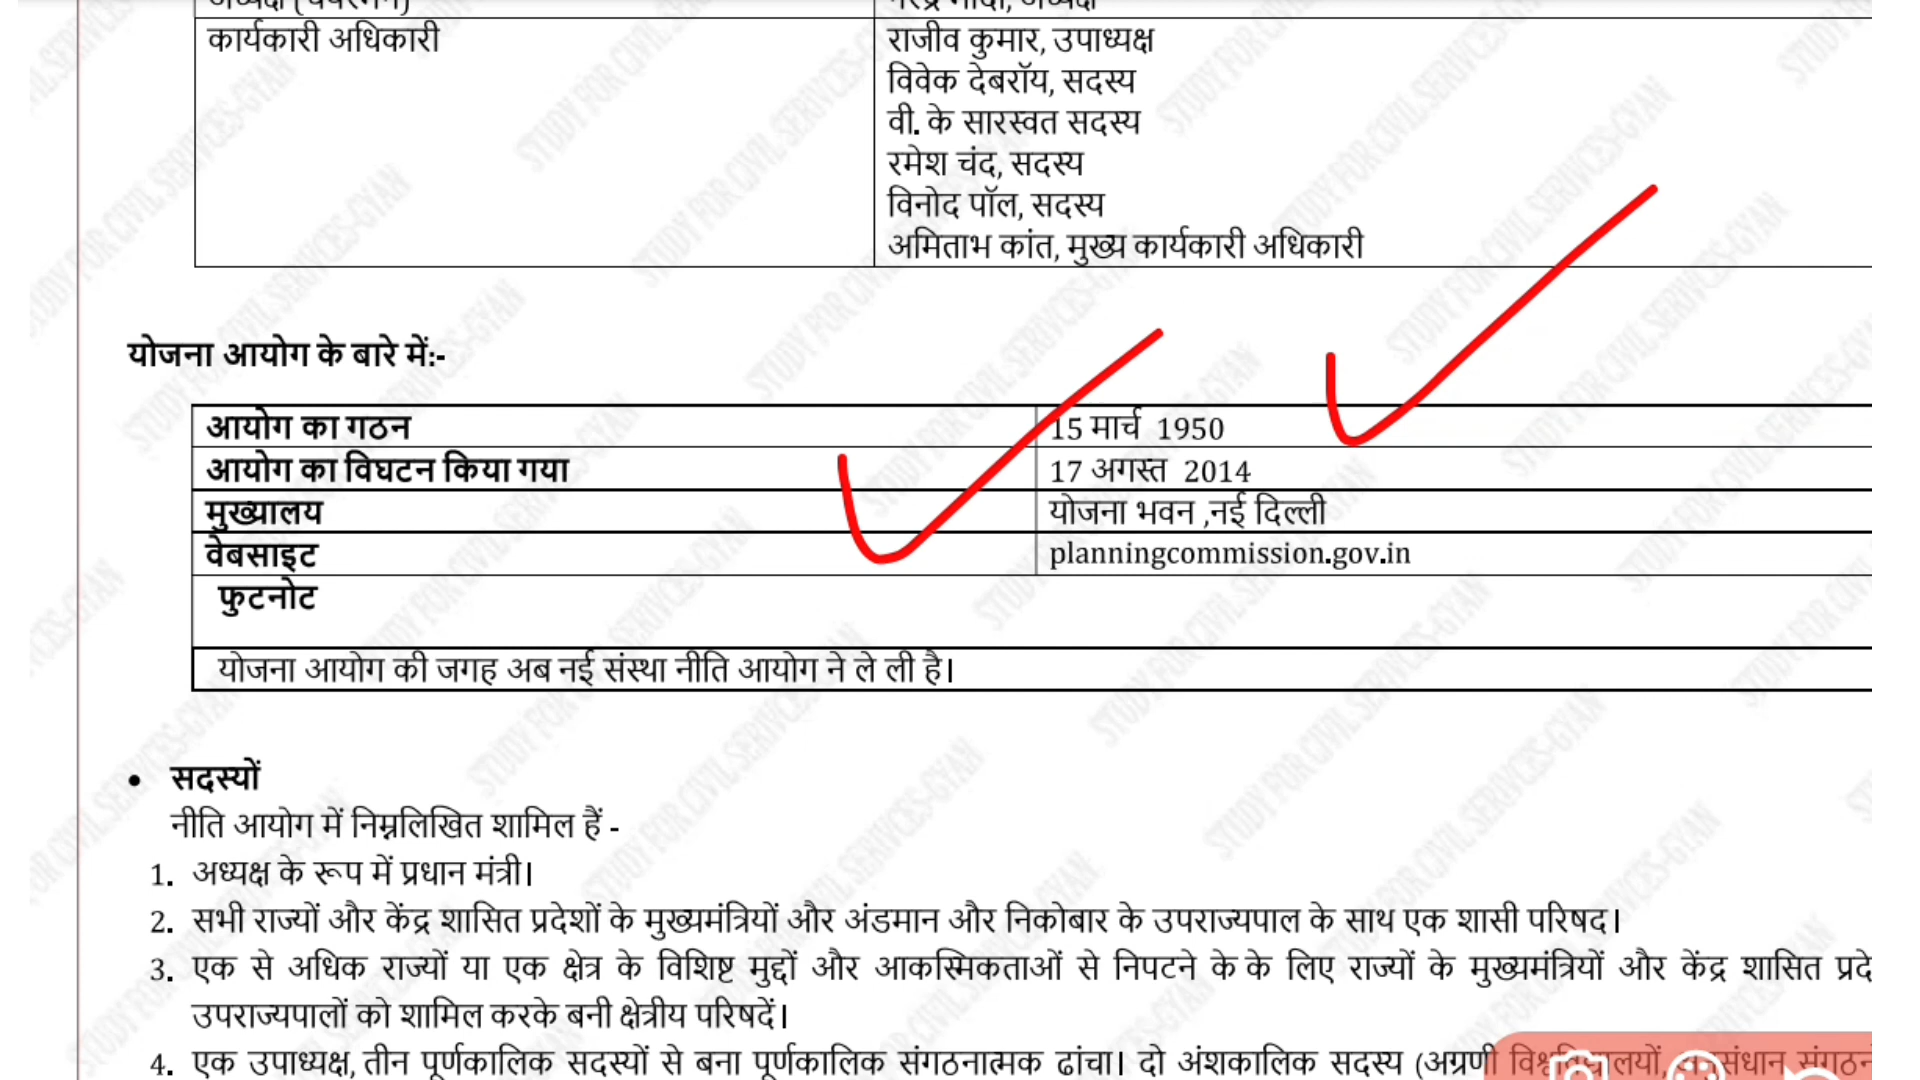 कार्यकारी अधिकारी
राजीव कुमार, उपाध्यक्ष
विवेक देबरॉय, सदस्य
वी. के सारस्वत सदस्य
रमेश चंद, सदस्य
विनोद पॉल, सदस्य
अमिताभ कांत, मुख्य कार्यकारी अधिकारी
योजना आयोग के बारे में:-
आयोग का गठन 15 मार्च 1950
आयोग का विघटन किया गया 17 अगस्त 2014
मुख्यालय योजना भवन ,नई दिल्ली
वेबसाइट planningcommission.gov.in
फुटनोट
योजना आयोग की जगह अब नई संस्था नीति आयोग ने ले ली है।
• सदस्यों
नीति आयोग में निम्नलिखित शामिल हैं -
1. अध्यक्ष के रूप में प्रधान मंत्री।
2. सभी राज्यों और केंद्र शासित प्रदेशों के मुख्यमंत्रियों और अंडमान और निकोबार के उपराज्यपाल के साथ एक शासी परिषद।
3. एक से अधिक राज्यों या एक क्षेत्र के विशिष्ट मुद्दों और आकस्मिकताओं से निपटने के के लिए राज्यों के मुख्यमंत्रियों और केंद्र शासित प्रदे
उपराज्यपालों को शामिल करके बनी क्षेत्रीय परिषदें।
4. एक उपाध्यक्ष, तीन पूर्णकालिक सदस्यों से बना पूर्णकालिक संगठनात्मक ढांचा। दो अंशकालिक सदस्य (अग्रणी